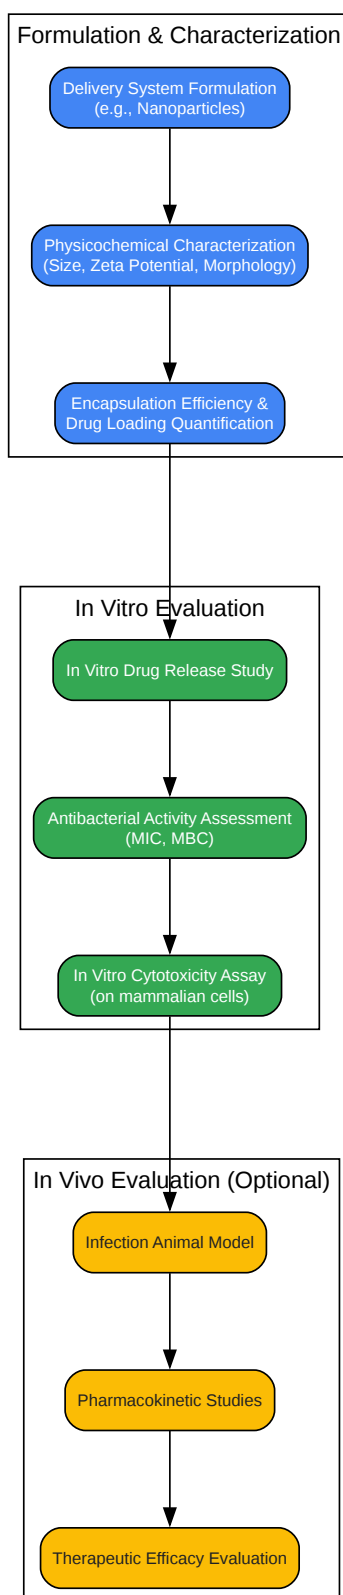 Formulation & Characterization
Delivery System Formulation
(e.g., Nanoparticles)
Physicochemical Characterization
(Size, Zeta Potential, Morphology)
Encapsulation Efficiency &
Drug Loading Quantification
In Vitro Evaluation
In Vitro Drug Release Study
Antibacterial Activity Assessment
(MIC, MBC)
In Vitro Cytotoxicity Assay
(on mammalian cells)
In Vivo Evaluation (Optional)
Infection Animal Model
Pharmacokinetic Studies
Therapeutic Efficacy Evaluation